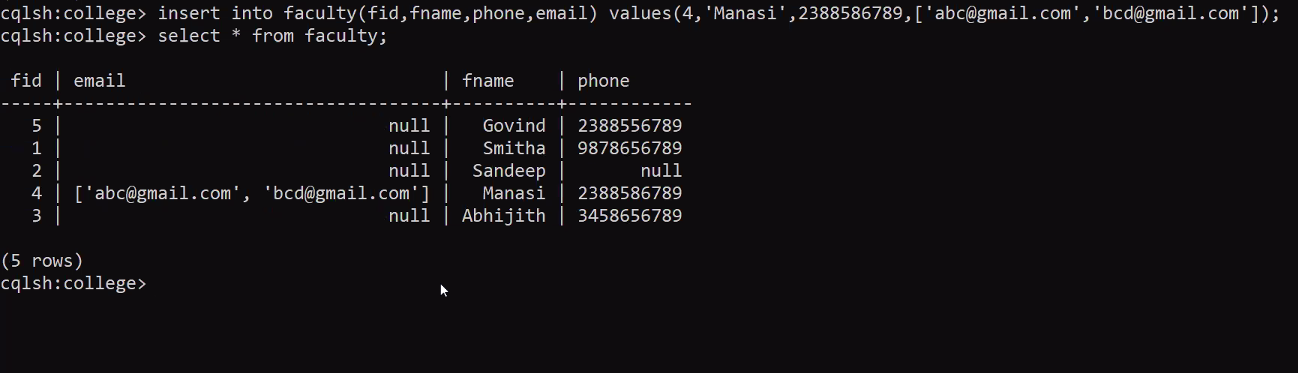 cqlsh:college> insert into faculty(fid,fname,phone,email) values(4,'Manasi',2388586789,['abc@gmail.com','bcd@gmail.com']);
cqlsh:college> select * from faculty;

 fid | email                              | fname    | phone
-----+------------------------------------+----------+------------
   5 |                               null |   Govind | 2388556789
   1 |                               null |   Smitha | 9878656789
   2 |                               null |  Sandeep |       null
   4 | ['abc@gmail.com', 'bcd@gmail.com'] |   Manasi | 2388586789
   3 |                               null | Abhijith | 3458656789

(5 rows)
cqlsh:college>